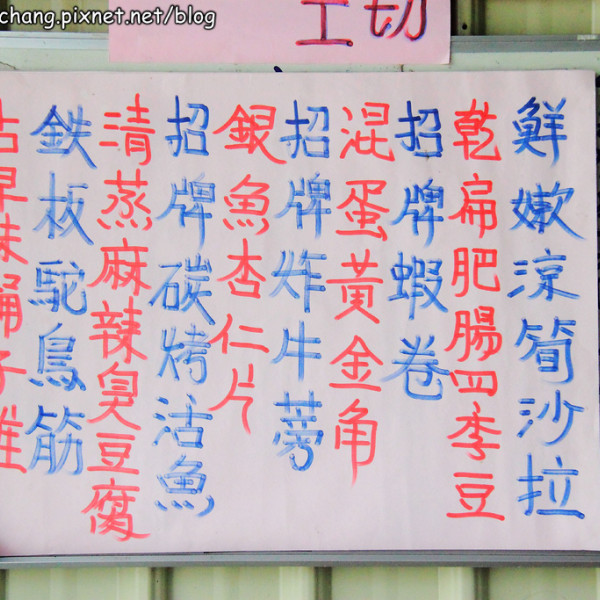 chang.pixnet.net/blog
鮮嫩涼筍沙拉
乾扁肥腸四季豆
招牌蝦卷
混蛋黃金角
招牌炸牛蒡
銀魚杏仁片
招牌碳烤活魚
清蒸麻辣臭豆腐
鉄板駝鳥筋